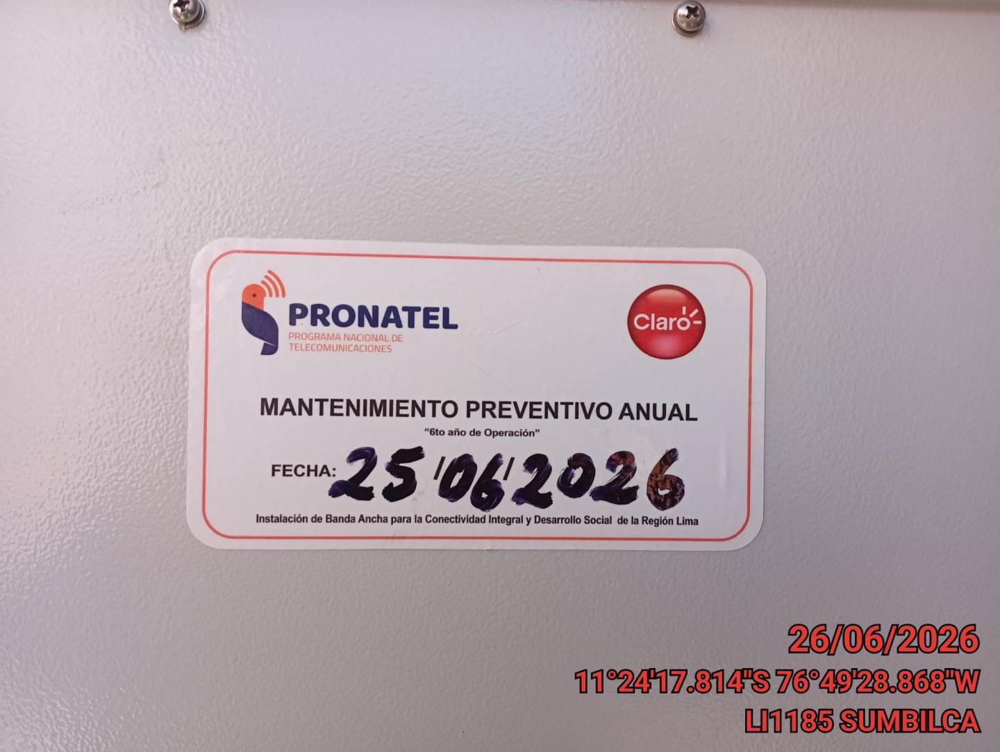 PRONATEL
PROGRAMA NACIONAL DE
TELECOMUNICACIONES
Claro
MANTENIMIENTO PREVENTIVO ANUAL
“6to año de Operación”
FECHA: 25/06/2026
Instalación de Banda Ancha para la Conectividad Integral y Desarrollo Social de la Región Lima
26/06/2026
11°24'17.814"S 76°49'28.868"W
LI1185 SUMBILCA